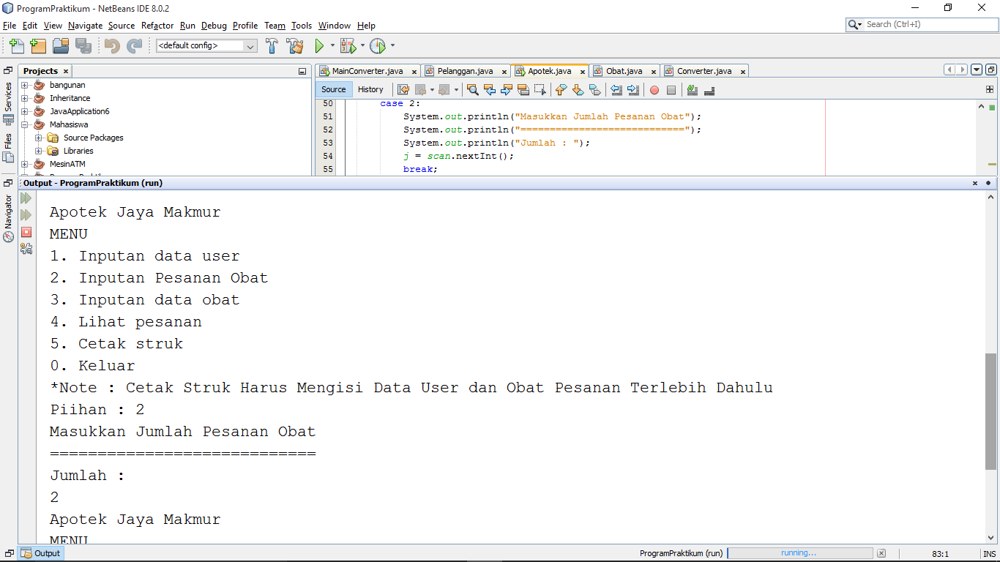 ProgramPraktikum - NetBeans IDE 8.0.2
File Edit View Navigate Source Refactor Run Debug Profile Team Tools Window Help
Search (Ctrl+I)
<default config>
Services
Files
Navigator
Projects
bangunan
Inheritance
JavaApplication6
Mahasiswa
Source Packages
Libraries
MesinATM
MainConverter.java Pelanggan.java Apotek.java Obat.java Converter.java
Source History
50 case 2:
51 System.out.println("Masukkan Jumlah Pesanan Obat");
52 System.out.println("============================");
53 System.out.println("Jumlah : ");
54 j = scan.nextInt();
55 break;
Output - ProgramPraktikum (run)
Apotek Jaya Makmur
MENU
1. Inputan data user
2. Inputan Pesanan Obat
3. Inputan data obat
4. Lihat pesanan
5. Cetak struk
0. Keluar
*Note : Cetak Struk Harus Mengisi Data User dan Obat Pesanan Terlebih Dahulu
Piihan : 2
Masukkan Jumlah Pesanan Obat
============================
Jumlah :
2
Apotek Jaya Makmur
MENU
Output
ProgramPraktikum (run) running... 83:1 INS